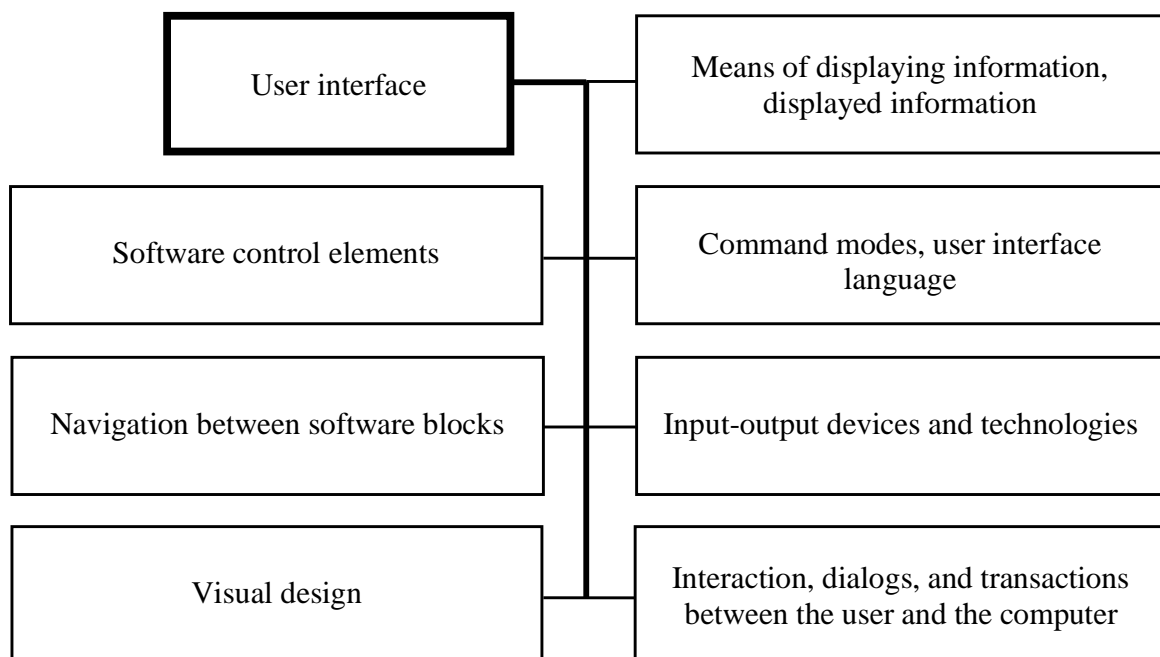 User interface
Means of displaying information,
displayed information
Software control elements
Command modes, user interface
language
Navigation between software blocks
Input-output devices and technologies
Visual design
Interaction, dialogs, and transactions
between the user and the computer